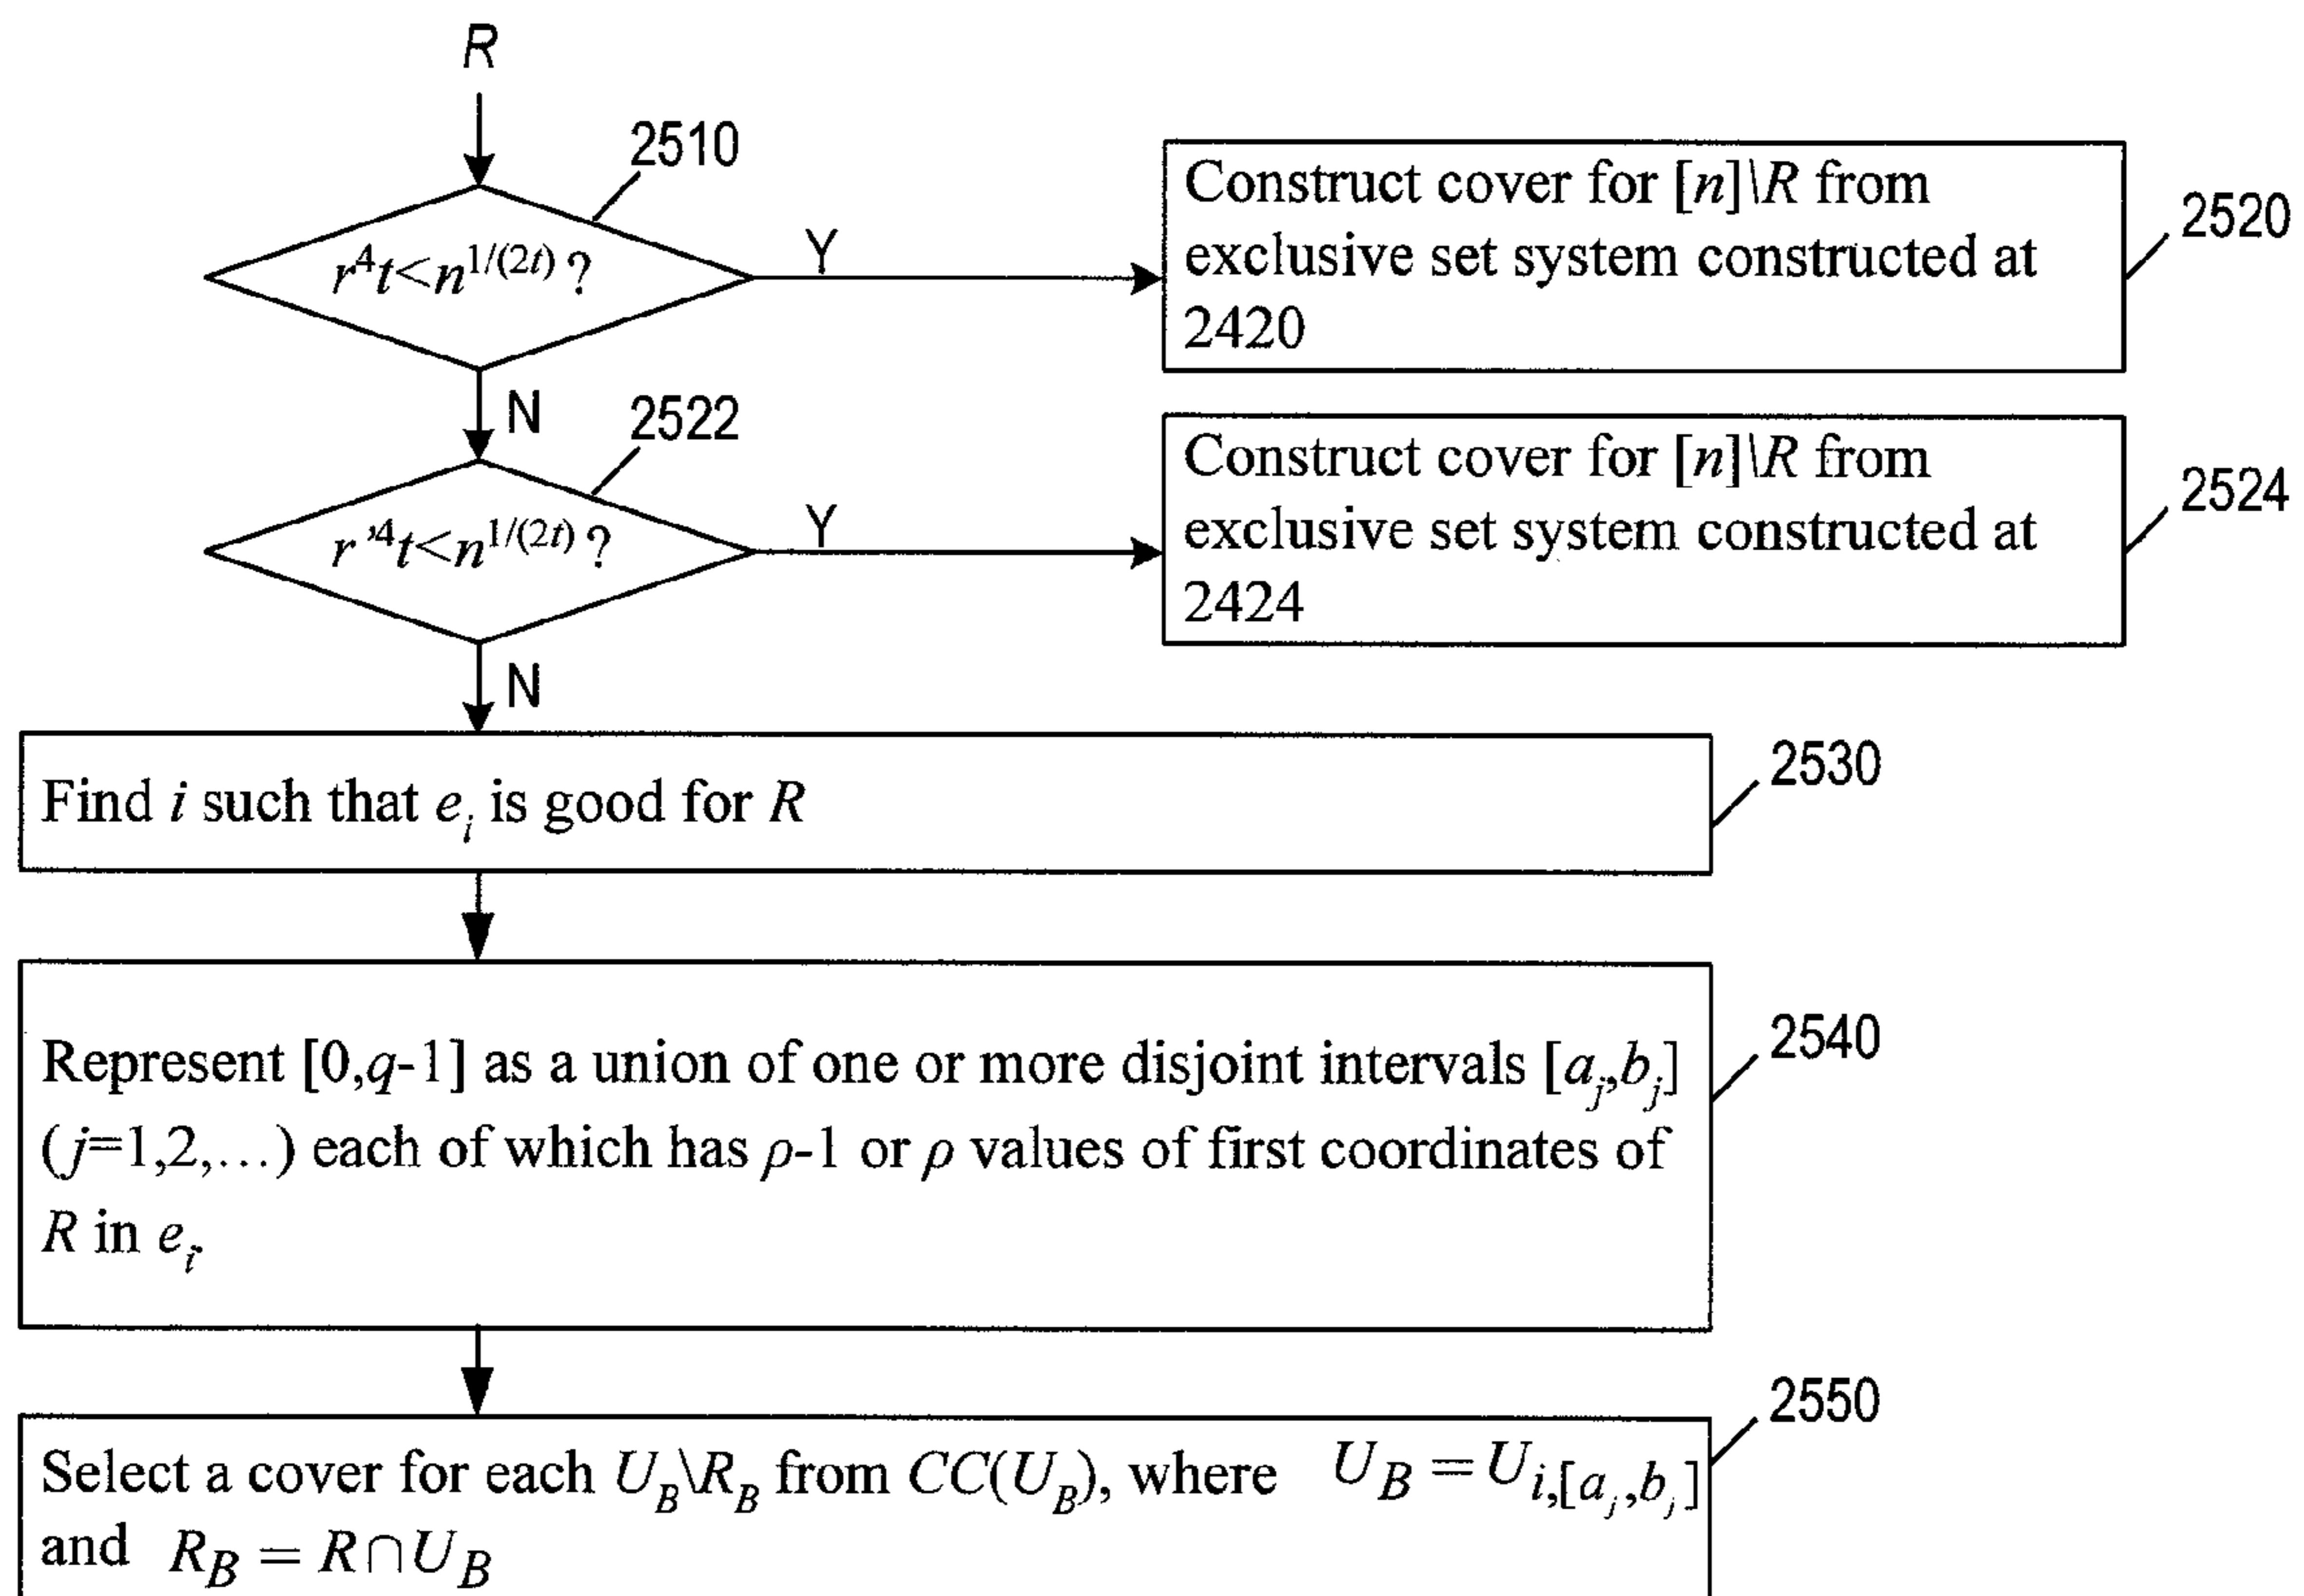 R
2510
r⁴t<n^{1/(2t)} ?
Y
Construct cover for [n]\R from
exclusive set system constructed at
2420
2520
N
2522
r’⁴t<n^{1/(2t)} ?
Y
Construct cover for [n]\R from
exclusive set system constructed at
2424
2524
N
2530
Find i such that e_i is good for R
2540
Represent [0,q-1] as a union of one or more disjoint intervals [a_j,b_j]
(j=1,2,…) each of which has ρ-1 or ρ values of first coordinates of
R in e_i.
2550
Select a cover for each U_B\R_B from CC(U_B), where U_B = U_{i,[a_j,b_j]}
and R_B = R∩U_B